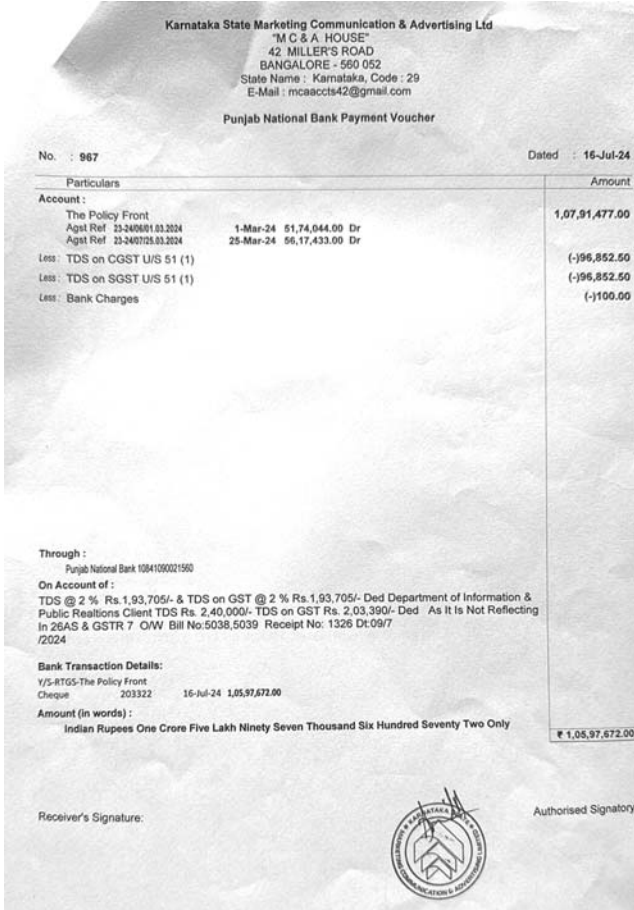 Karnataka State Marketing Communication & Advertising Ltd
"M C & A HOUSE"
42 MILLER'S ROAD
BANGALORE - 560 052
State Name : Karnataka, Code : 29
E-Mail : mcaaccts42@gmail.com
Punjab National Bank Payment Voucher
No. : 967 Dated : 16-Jul-24
Particulars Amount
Account :
The Policy Front 1,07,91,477.00
Agst Ref 23-24/06/01.03.2024 1-Mar-24 51,74,044.00 Dr
Agst Ref 23-24/07/25.03.2024 25-Mar-24 56,17,433.00 Dr
Less : TDS on CGST U/S 51 (1) (-)96,852.50
Less : TDS on SGST U/S 51 (1) (-)96,852.50
Less : Bank Charges (-)100.00
Through :
Punjab National Bank 10841090021560
On Account of :
TDS @ 2 % Rs.1,93,705/- & TDS on GST @ 2 % Rs.1,93,705/- Ded Department of Information &
Public Realtions Client TDS Rs. 2,40,000/- TDS on GST Rs. 2,03,390/- Ded As It Is Not Reflecting
In 26AS & GSTR 7 O/W Bill No:5038,5039 Receipt No: 1326 Dt:09/7
/2024
Bank Transaction Details:
Y/S-RTGS-The Policy Front
Cheque 203322 16-Jul-24 1,05,97,672.00
Amount (in words) :
Indian Rupees One Crore Five Lakh Ninety Seven Thousand Six Hundred Seventy Two Only
₹ 1,05,97,672.00
Receiver's Signature: Authorised Signatory
KARNATAKA STATE MARKETING COMMUNICATION & ADVERTISING LIMITED